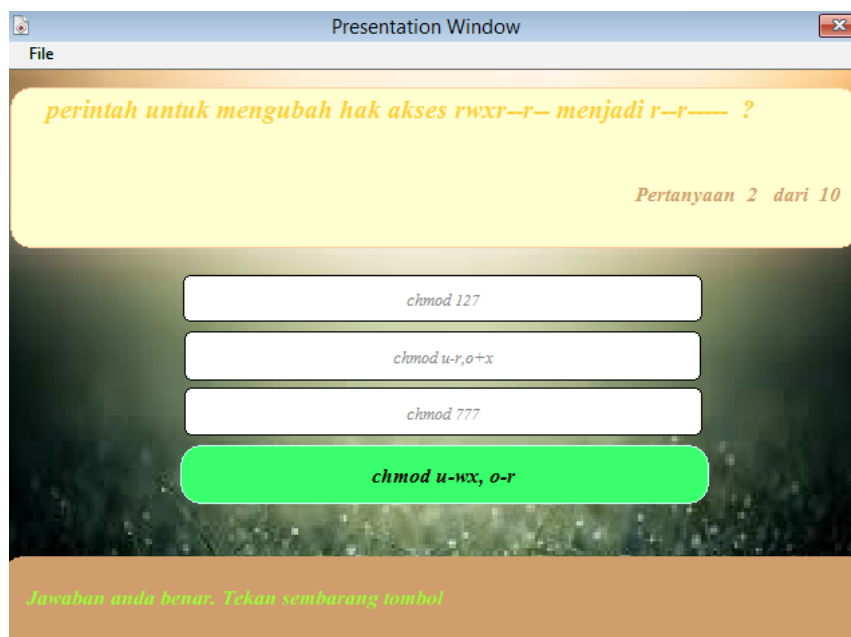 Presentation Window
File
perintah untuk mengubah hak akses rwxr--r-- menjadi r--r----- ?
Pertanyaan 2 dari 10
chmod 127
chmod u-r,o+x
chmod 777
chmod u-wx, o-r
Jawaban anda benar. Tekan sembarang tombol